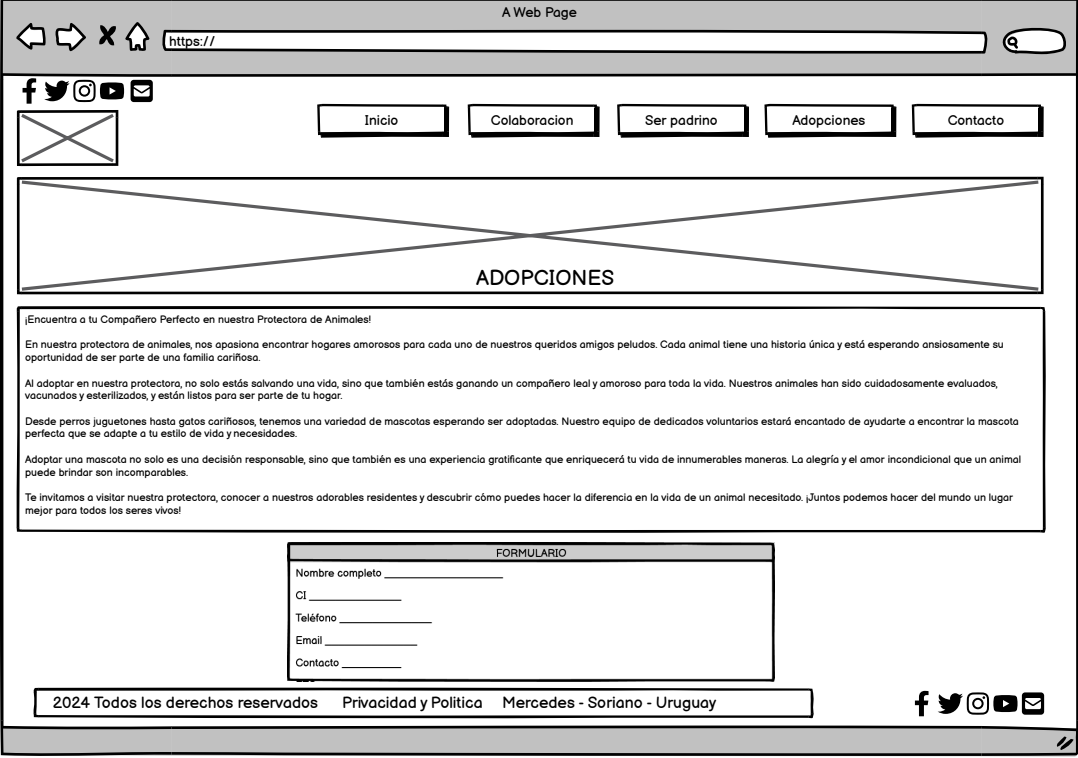 A Web Page
https://
Inicio
Colaboracion
Ser padrino
Adopciones
Contacto
ADOPCIONES
¡Encuentra a tu Compañero Perfecto en nuestra Protectora de Animales!
En nuestra protectora de animales, nos apasiona encontrar hogares amorosos para cada uno de nuestros queridos amigos peludos. Cada animal tiene una historia única y está esperando ansiosamente su
oportunidad de ser parte de una familia cariñosa.
Al adoptar en nuestra protectora, no solo estás salvando una vida, sino que también estás ganando un compañero leal y amoroso para toda la vida. Nuestros animales han sido cuidadosamente evaluados,
vacunados y esterilizados, y están listos para ser parte de tu hogar.
Desde perros juguetones hasta gatos cariñosos, tenemos una variedad de mascotas esperando ser adoptadas. Nuestro equipo de dedicados voluntarios estará encantado de ayudarte a encontrar la mascota
perfecta que se adapte a tu estilo de vida y necesidades.
Adoptar una mascota no solo es una decisión responsable, sino que también es una experiencia gratificante que enriquecerá tu vida de innumerables maneras. La alegría y el amor incondicional que un animal
puede brindar son incomparables.
Te invitamos a visitar nuestra protectora, conocer a nuestros adorables residentes y descubrir cómo puedes hacer la diferencia en la vida de un animal necesitado. ¡Juntos podemos hacer del mundo un lugar
mejor para todos los seres vivos!
FORMULARIO
Nombre completo ____________________
CI ________________
Teléfono ________________
Email ________________
Contacto __________
2024 Todos los derechos reservados Privacidad y Politica Mercedes - Soriano - Uruguay